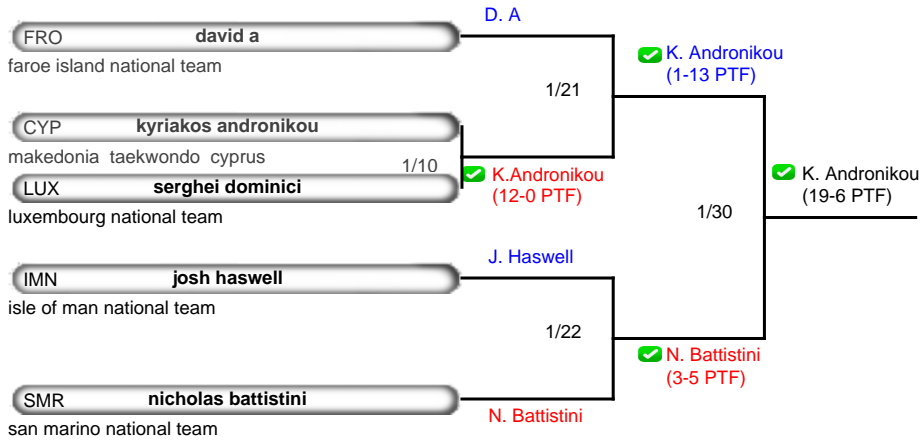 D. A
FRO david a
faroe island national team
K. Andronikou
(1-13 PTF)
1/21
CYP kyriakos andronikou
makedonia taekwondo cyprus
1/10
K.Andronikou
(12-0 PTF)
LUX serghei dominici
luxembourg national team
K. Andronikou
(19-6 PTF)
1/30
J. Haswell
IMN josh haswell
isle of man national team
1/22
N. Battistini
(3-5 PTF)
SMR nicholas battistini
N. Battistini
san marino national team